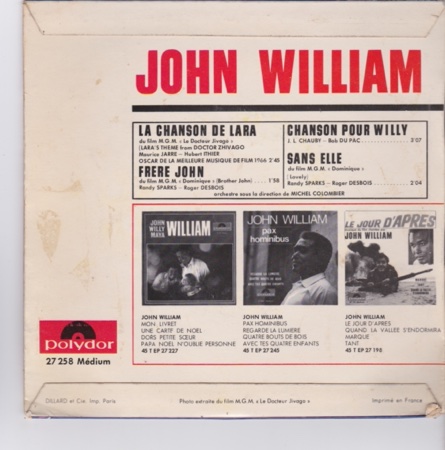 JOHN WILLIAM
LA CHANSON DE LARA
du film M.G.M. « Le Docteur Jivago »
(LARA'S THEME from DOCTOR ZHIVAGO
Maurice JARRE - Hubert ITHIER
OSCAR DE LA MEILLEURE MUSIQUE DE FILM 1966 2'45
FRERE JOHN
du film M.G.M. « Dominique » (Brother John) 1'58
Randy SPARKS - Roger DESBOIS
CHANSON POUR WILLY
J. L. CHAUBY - Bob DU PAC 3'07
SANS ELLE
du film M.G.M. « Dominique »
(Lovely)
Randy SPARKS - Roger DESBOIS 2'04
orchestre sous la direction de MICHEL COLOMBIER
JOHN
WILLY
MAYA
WILLIAM
JOHN WILLIAM
pax
hominibus
LE JOUR D'APRES
JOHN WILLIAM
JOHN WILLIAM
MON LIVRET
UNE CARTE DE NOEL
DORS PETITE SŒUR
PAPA NOEL N'OUBLIE PERSONNE
45 T EP 27 227
JOHN WILLIAM
PAX HOMINIBUS
REGARDE LA LUMIERE
QUATRE BOUTS DE BOIS
AVEC TES QUATRE ENFANTS
45 T EP 27 245
JOHN WILLIAM
LE JOUR D'APRES
QUAND LA VALLEE S'ENDORMIRA
MARQUE
TANT
45 T EP 27 198
polydor
27 258 Médium
DILLARD et Cie. Imp. Paris
Photo extraite du film M.G.M. « Le Docteur Jivago »
Imprimé en France